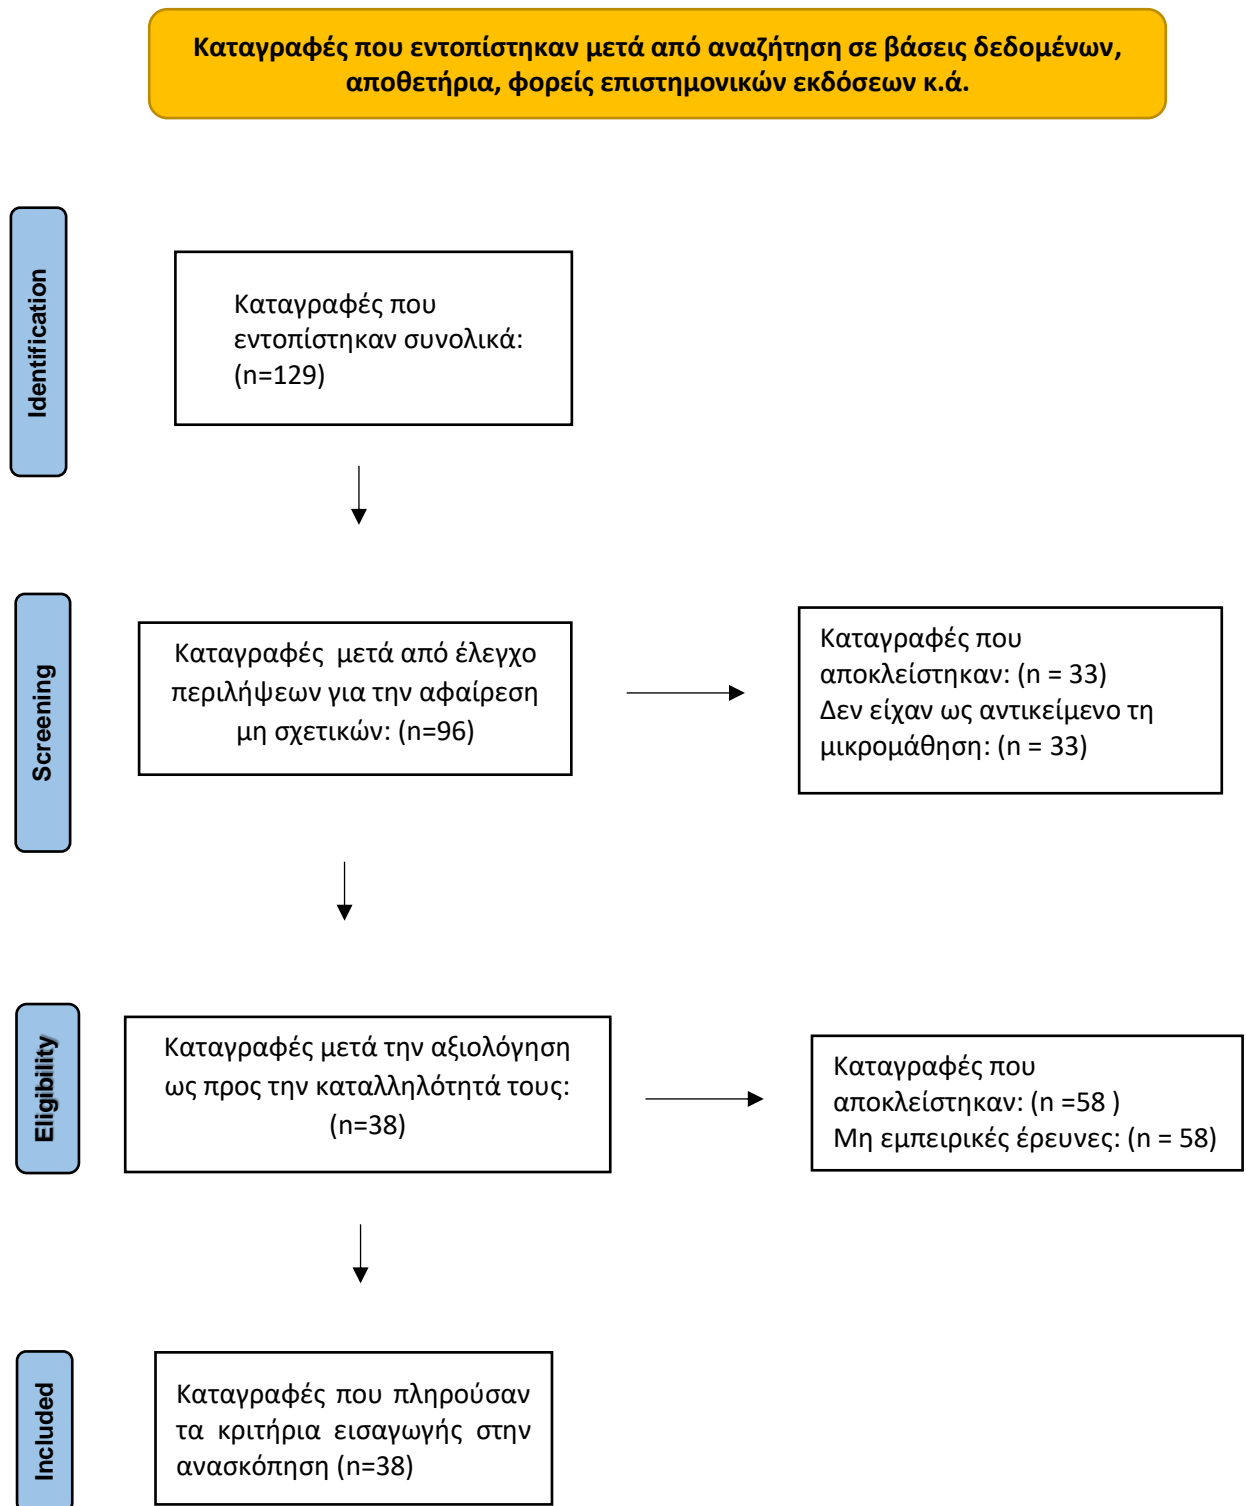 Καταγραφές που εντοπίστηκαν μετά από αναζήτηση σε βάσεις δεδομένων,
αποθετήρια, φορείς επιστημονικών εκδόσεων κ.ά.
Identification
Καταγραφές που
εντοπίστηκαν συνολικά:
(n=129)
Screening
Καταγραφές μετά από έλεγχο
περιλήψεων για την αφαίρεση
μη σχετικών: (n=96)
Καταγραφές που
αποκλείστηκαν: (n = 33)
Δεν είχαν ως αντικείμενο τη
μικρομάθηση: (n = 33)
Eligibility
Καταγραφές μετά την αξιολόγηση
ως προς την καταλληλότητά τους:
(n=38)
Καταγραφές που
αποκλείστηκαν: (n =58 )
Μη εμπειρικές έρευνες: (n = 58)
Included
Καταγραφές που πληρούσαν
τα κριτήρια εισαγωγής στην
ανασκόπηση (n=38)